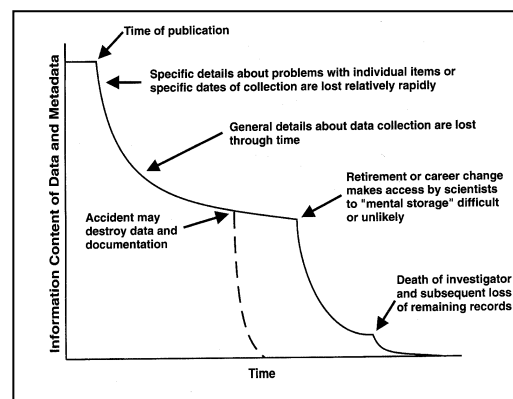 Time of publication
Specific details about problems with individual items or
specific dates of collection are lost relatively rapidly
General details about data collection are lost
through time
Retirement or career change
makes access by scientists
to "mental storage" difficult
or unlikely
Accident may
destroy data and
documentation
Death of investigator
and subsequent loss
of remaining records
Information Content of Data and Metadata
Time